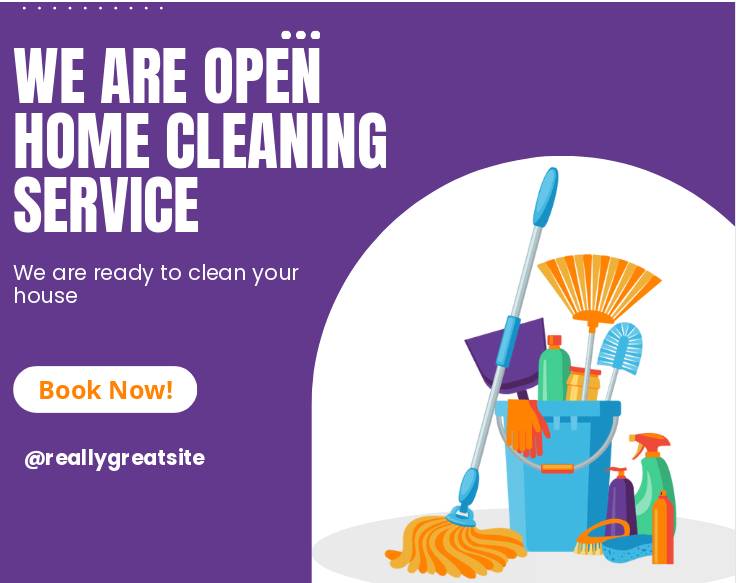 WE ARE OPEN
HOME CLEANING
SERVICE
We are ready to clean your
house
Book Now!
@reallygreatsite